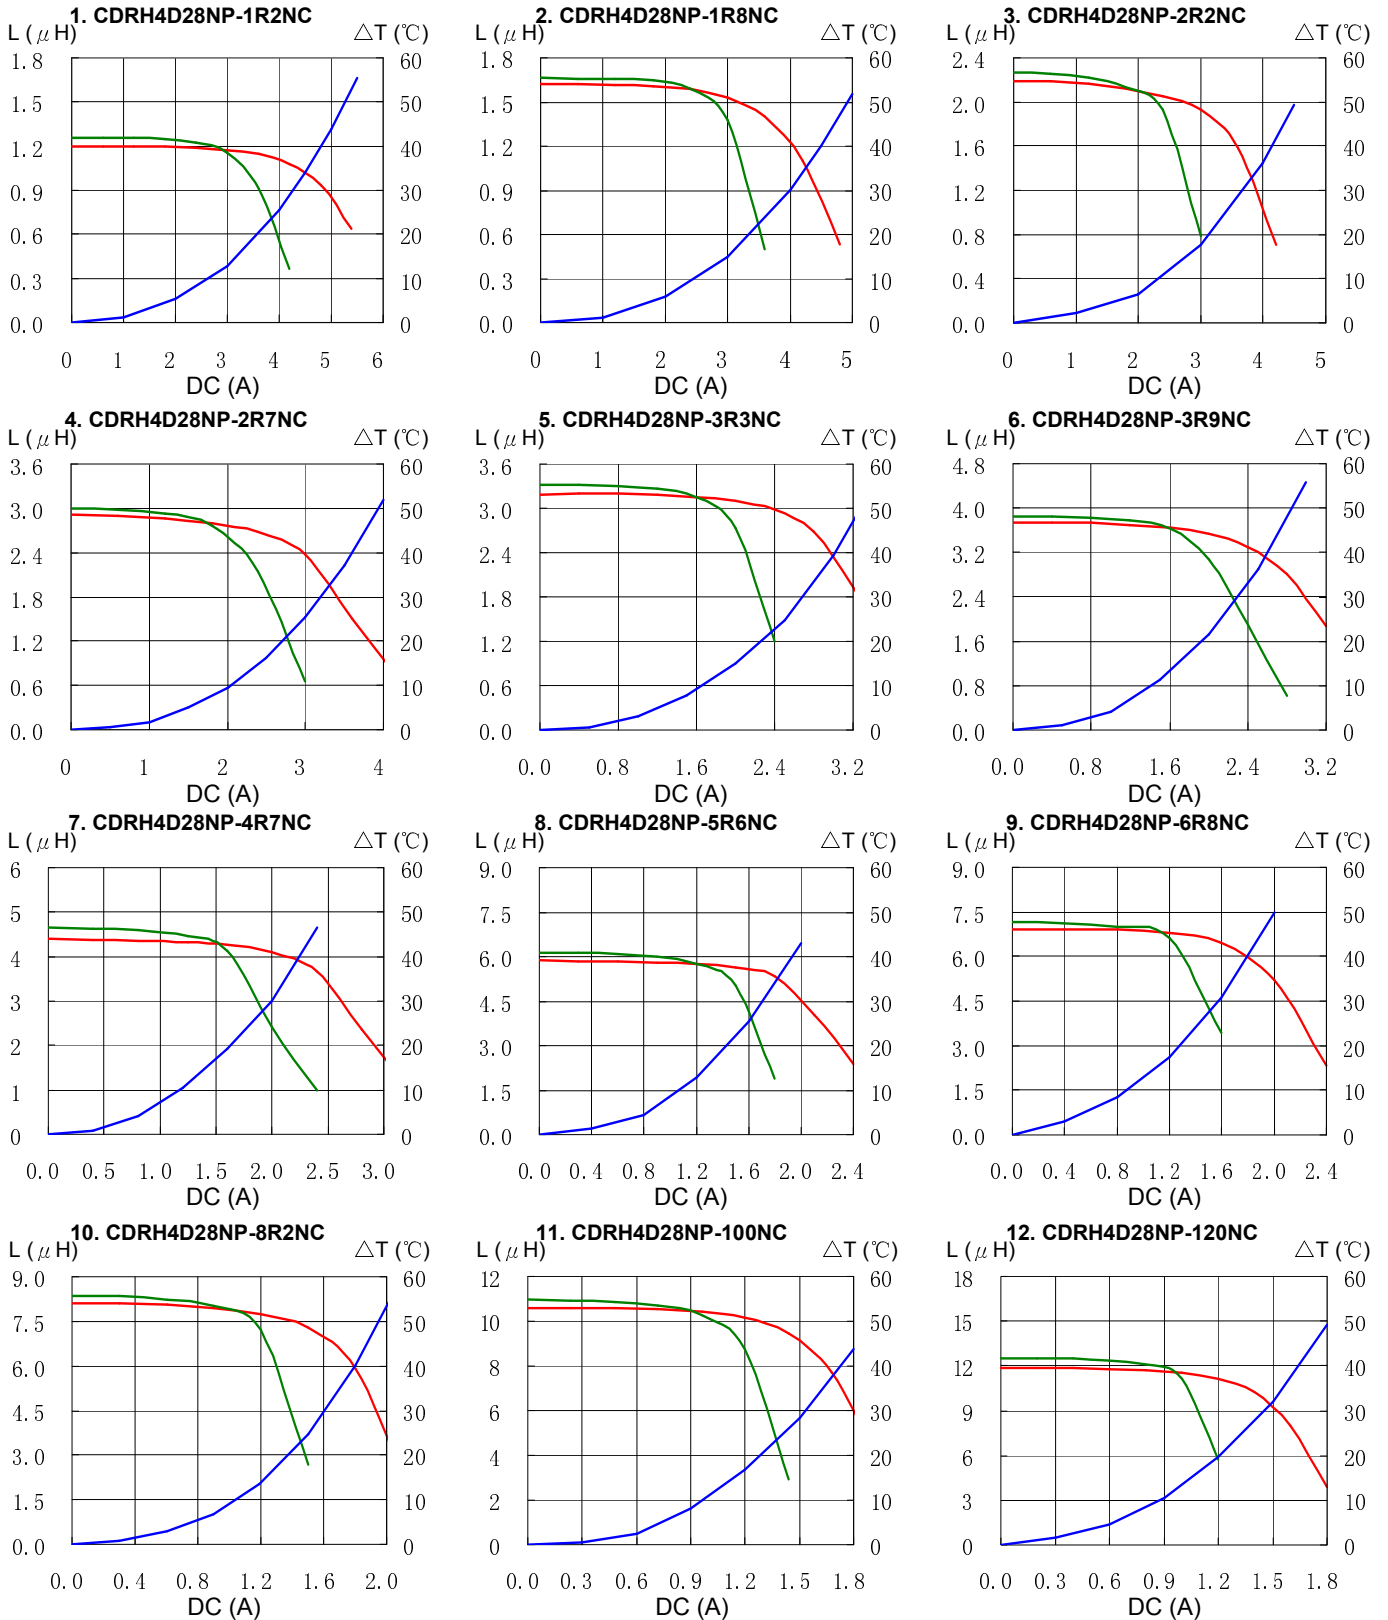 1. CDRH4D28NP-1R2NC
L (μH) △T (℃)
1.8 60
50
1.5
1.2 40
0.9 30
0.6 20
0.3 10
0.0 0
0 1 2 3 4 5 6
DC (A)
2. CDRH4D28NP-1R8NC
L (μH) △T (℃)
1.8 60
50
1.5
1.2 40
0.9 30
0.6 20
0.3 10
0.0 0
0 1 2 3 4 5
DC (A)
3. CDRH4D28NP-2R2NC
L (μH) △T (℃)
2.4 60
2.0 50
1.6 40
1.2 30
0.8 20
0.4 10
0.0 0
0 1 2 3 4 5
DC (A)
4. CDRH4D28NP-2R7NC
L (μH) △T (℃)
3.6 60
3.0 50
2.4 40
1.8 30
1.2 20
0.6 10
0.0 0
0 1 2 3 4
DC (A)
5. CDRH4D28NP-3R3NC
L (μH) △T (℃)
3.6 60
3.0 50
2.4 40
1.8 30
1.2 20
0.6 10
0.0 0
0.0 0.8 1.6 2.4 3.2
DC (A)
6. CDRH4D28NP-3R9NC
L (μH) △T (℃)
4.8 60
4.0 50
3.2 40
2.4 30
1.6 20
0.8 10
0.0 0
0.0 0.8 1.6 2.4 3.2
DC (A)
7. CDRH4D28NP-4R7NC
L (μH) △T (℃)
6 60
5 50
4 40
3 30
2 20
1 10
0 0
0.0 0.5 1.0 1.5 2.0 2.5 3.0
DC (A)
8. CDRH4D28NP-5R6NC
L (μH) △T (℃)
9.0 60
7.5 50
6.0 40
4.5 30
3.0 20
1.5 10
0.0 0
0.0 0.4 0.8 1.2 1.6 2.0 2.4
DC (A)
9. CDRH4D28NP-6R8NC
L (μH) △T (℃)
9.0 60
7.5 50
6.0 40
4.5 30
3.0 20
1.5 10
0.0 0
0.0 0.4 0.8 1.2 1.6 2.0 2.4
DC (A)
10. CDRH4D28NP-8R2NC
L (μH) △T (℃)
9.0 60
7.5 50
6.0 40
4.5 30
3.0 20
1.5 10
0.0 0
0.0 0.4 0.8 1.2 1.6 2.0
DC (A)
11. CDRH4D28NP-100NC
L (μH) △T (℃)
12 60
10 50
8 40
6 30
4 20
2 10
0 0
0.0 0.3 0.6 0.9 1.2 1.5 1.8
DC (A)
12. CDRH4D28NP-120NC
L (μH) △T (℃)
18 60
15 50
12 40
9 30
6 20
3 10
0 0
0.0 0.3 0.6 0.9 1.2 1.5 1.8
DC (A)